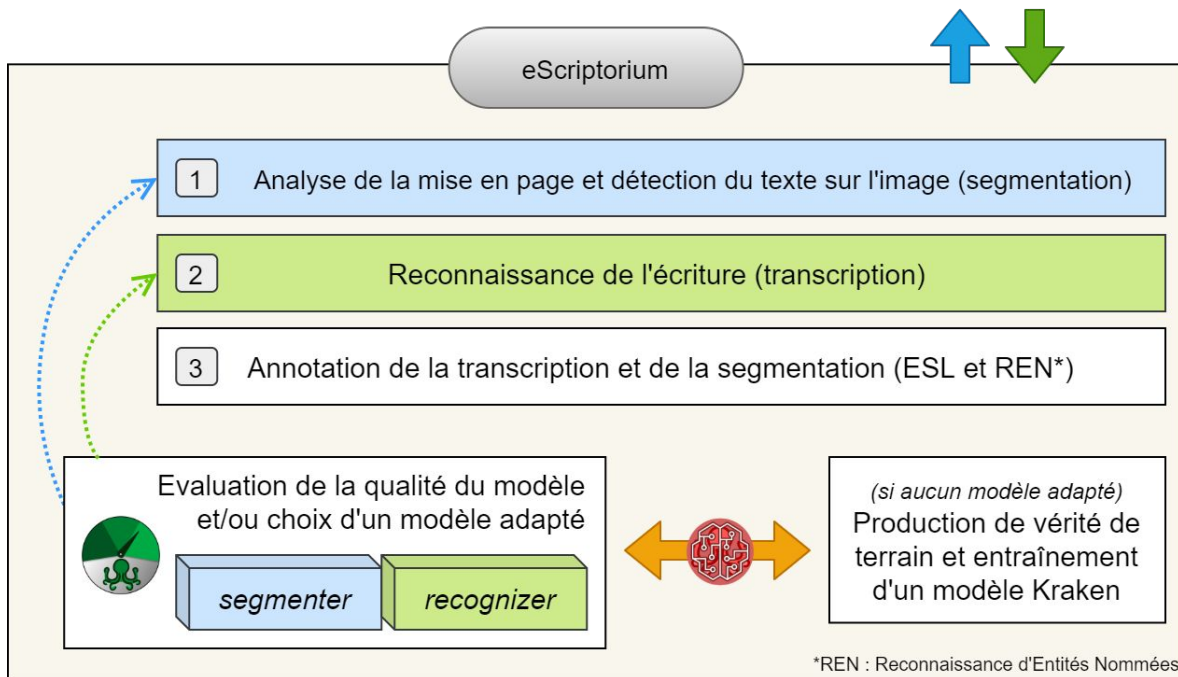 eScriptorium
1
Analyse de la mise en page et détection du texte sur l'image (segmentation)
2
Reconnaissance de l'écriture (transcription)
3
Annotation de la transcription et de la segmentation (ESL et REN*)
Evaluation de la qualité du modèle
et/ou choix d'un modèle adapté
segmenter
recognizer
(si aucun modèle adapté)
Production de vérité de
terrain et entraînement
d'un modèle Kraken
*REN : Reconnaissance d'Entités Nommées